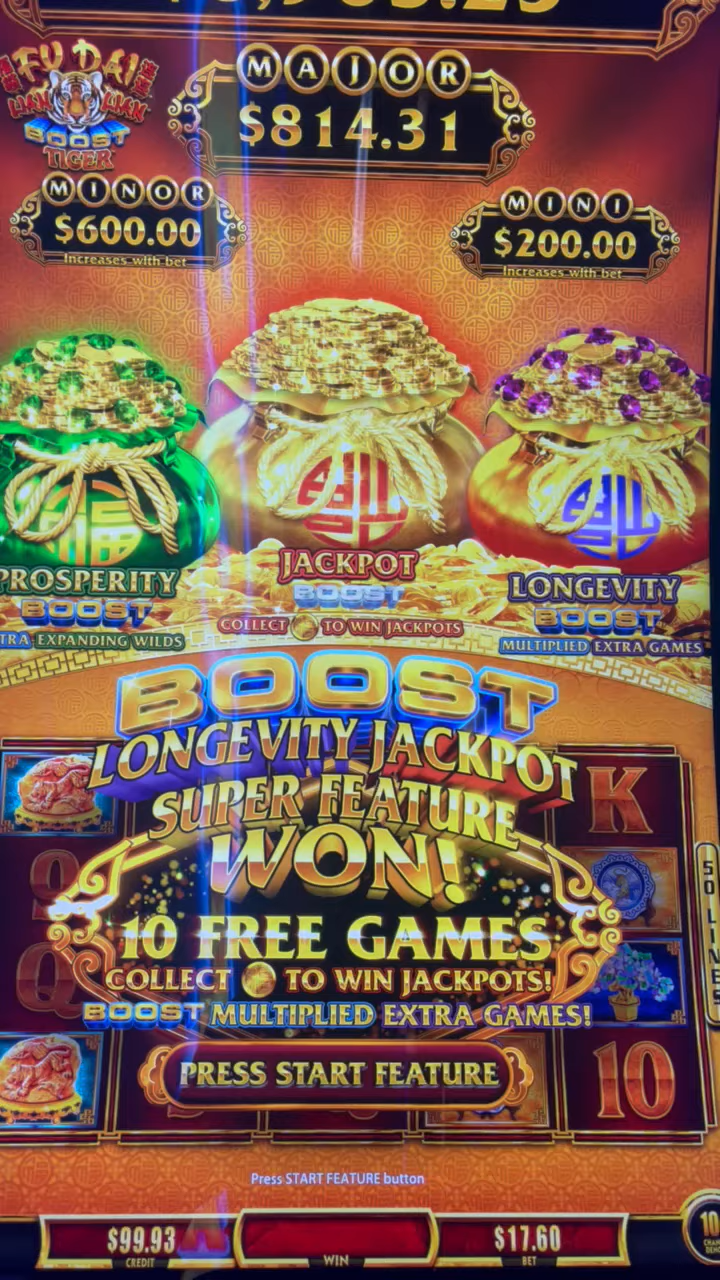 FU DAI
LIAN LIAN
BOOST
TIGER
MAJOR
$814.31
MINOR
$600.00
Increases with bet
MINI
$200.00
Increases with bet
PROSPERITY
BOOST
TRA EXPANDING WILDS
JACKPOT
BOOST
COLLECT TO WIN JACKPOTS
LONGEVITY
BOOST
MULTIPLIED EXTRA GAMES
BOOST
LONGEVITY JACKPOT
SUPER FEATURE
WON!
10 FREE GAMES
COLLECT TO WIN JACKPOTS!
BOOST MULTIPLIED EXTRA GAMES!
PRESS START FEATURE
K
9
Q
10
50 LINES
Press START FEATURE button
$99.93
CREDIT
WIN
$17.60
BET